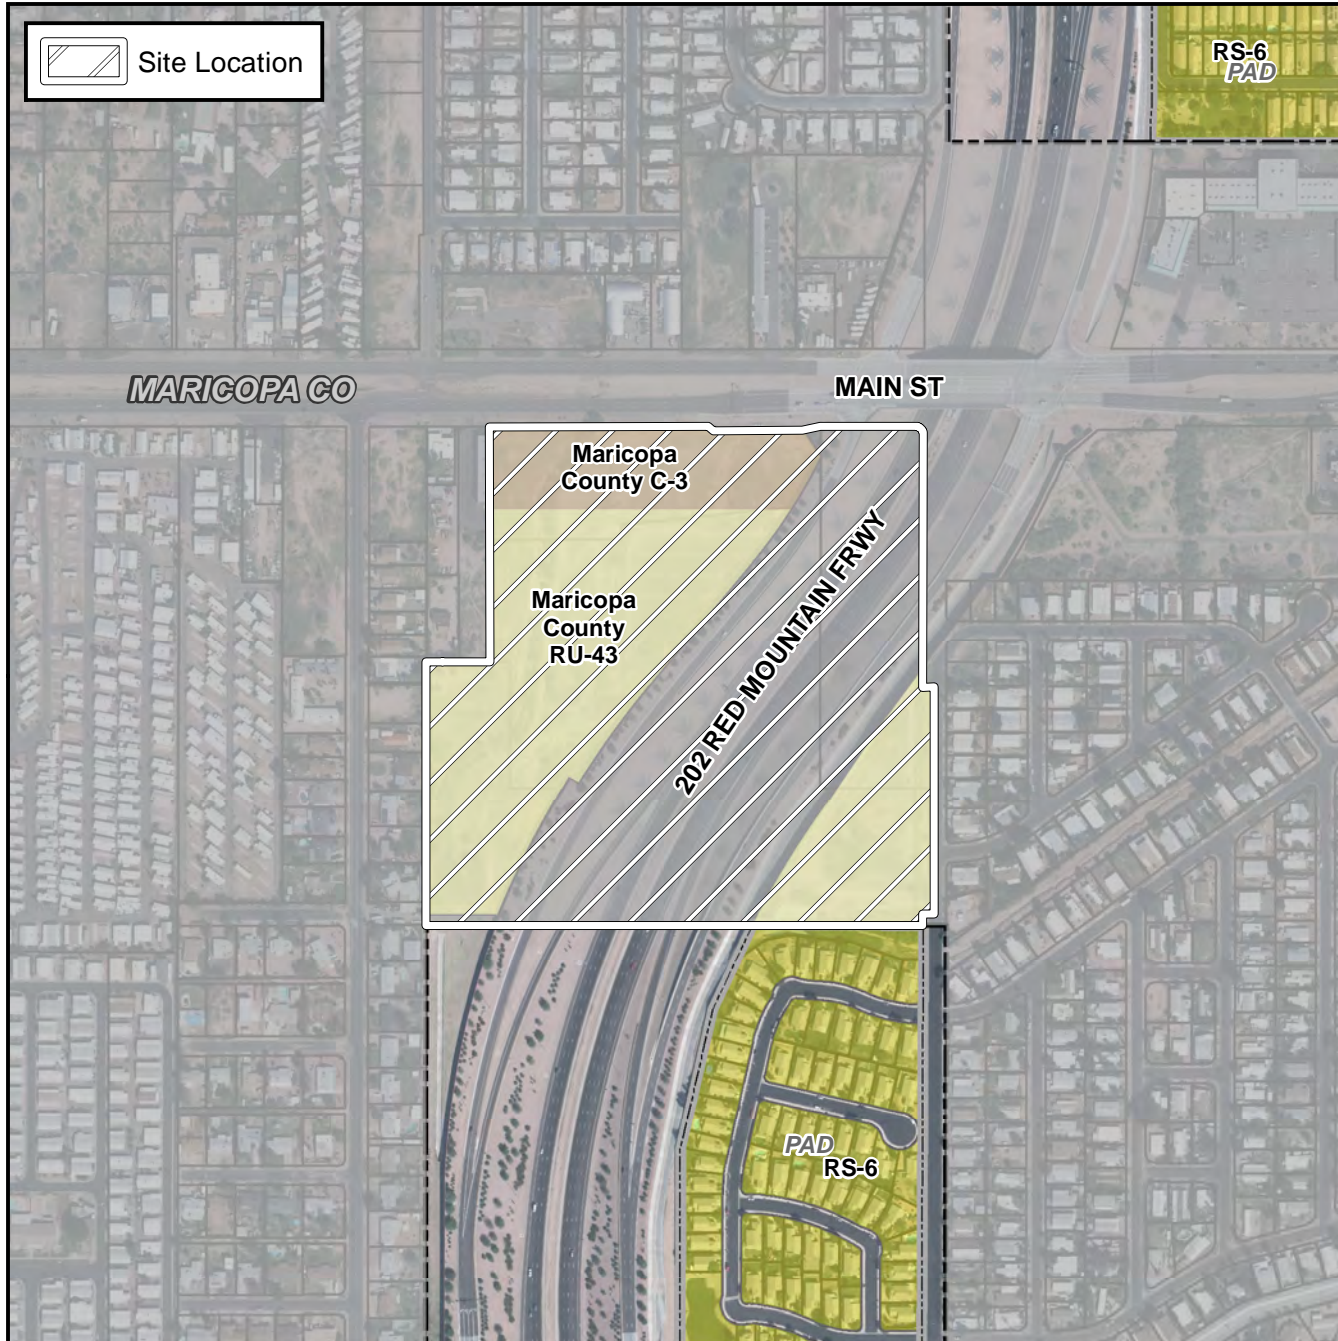 Site Location
RS-6
PAD
MARICOPA CO
MAIN ST
Maricopa
County C-3
Maricopa
County
RU-43
202 RED MOUNTAIN FRWY
PAD
RS-6